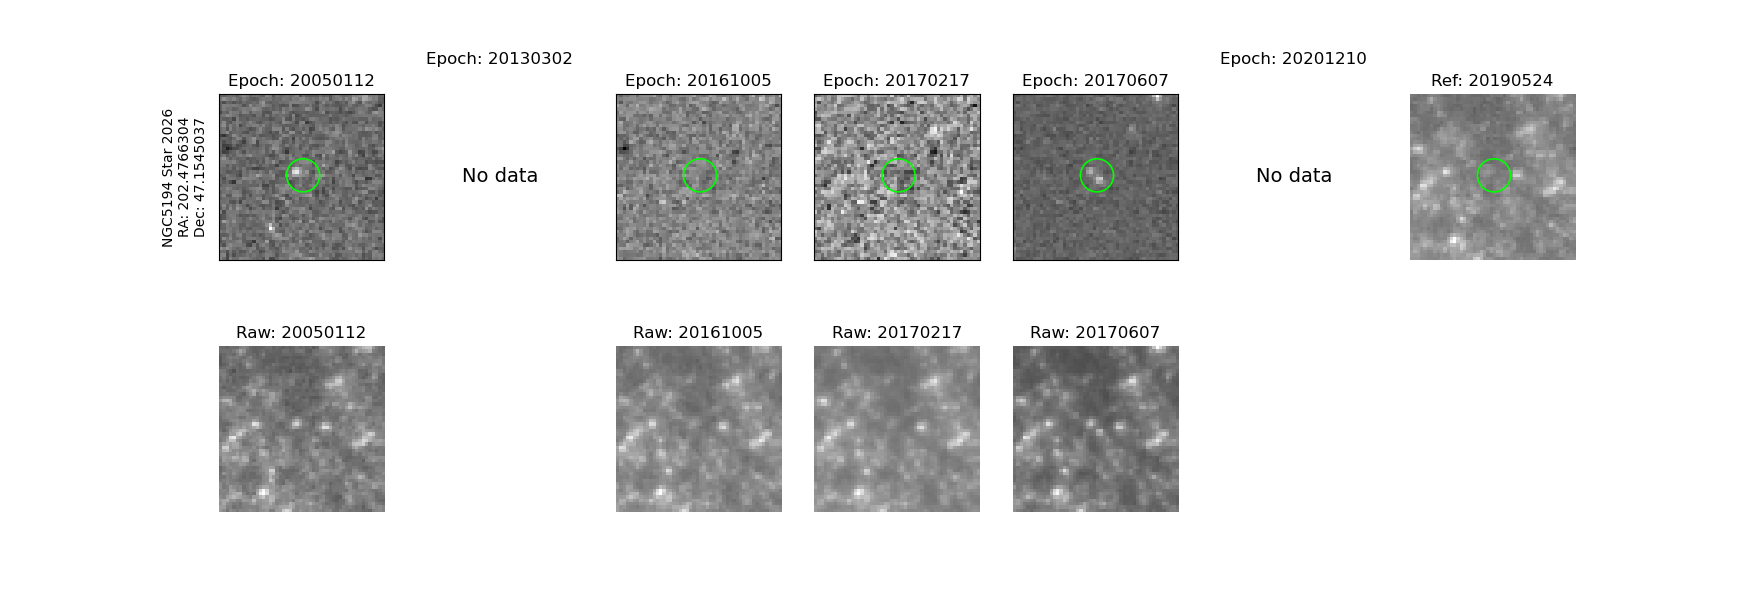 Epoch: 20130302
Epoch: 20201210
Epoch: 20050112
Epoch: 20161005
Epoch: 20170217
Epoch: 20170607
Ref: 20190524
NGC5194 Star 2026
RA: 202.4766304
Dec: 47.1545037
No data
No data
Raw: 20050112
Raw: 20161005
Raw: 20170217
Raw: 20170607